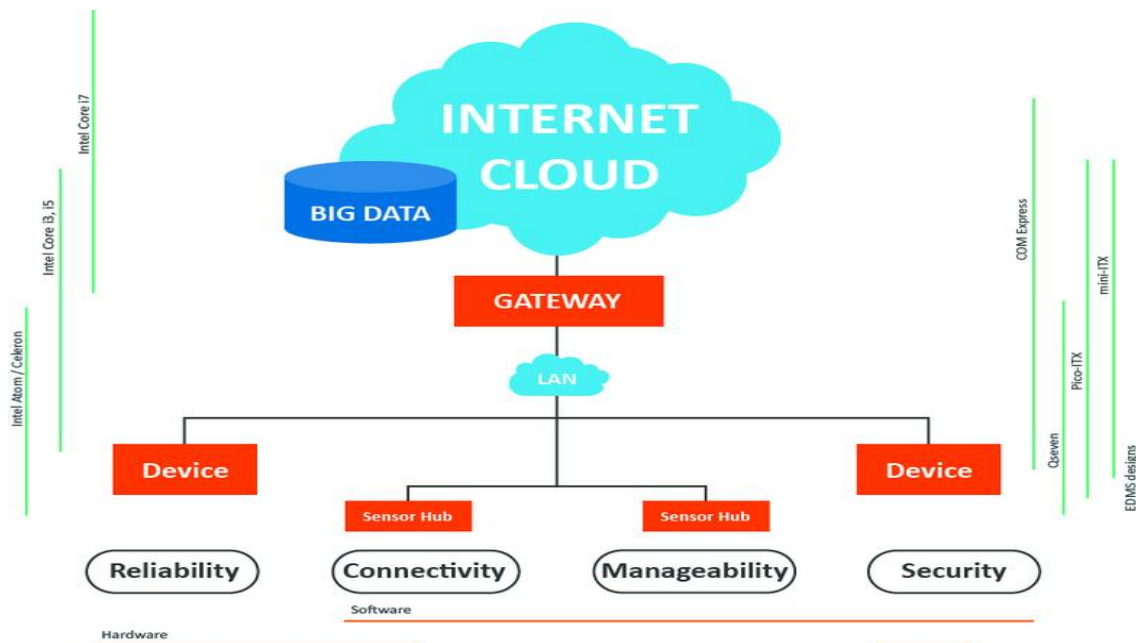 INTERNET
CLOUD
BIG DATA
GATEWAY
LAN
Device
Device
Sensor Hub
Sensor Hub
Reliability
Connectivity
Manageability
Security
Software
Hardware
Intel Core i7
Intel Core i3, i5
Intel Atom / Celeron
COM Express
mini-ITX
Pico-ITX
Qseven
EDMS designs